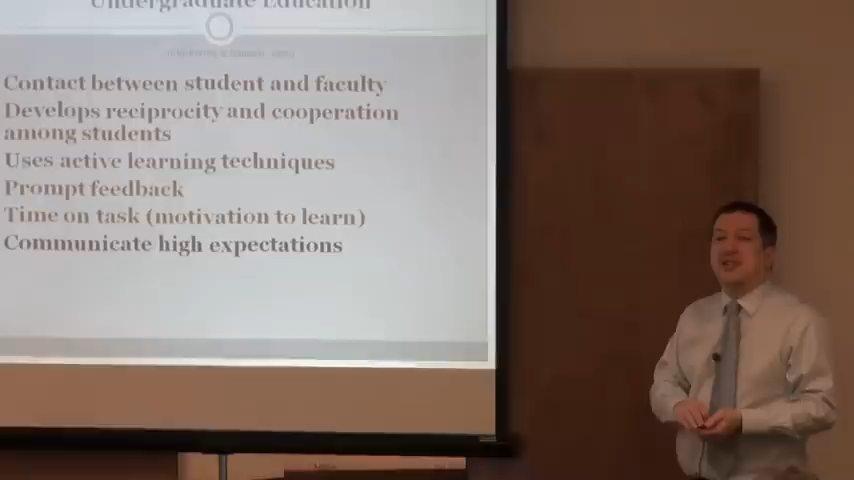 Undergraduate Education
Contact between student and faculty
Develops reciprocity and cooperation
among students
Uses active learning techniques
Prompt feedback
Time on task (motivation to learn)
Communicate high expectations